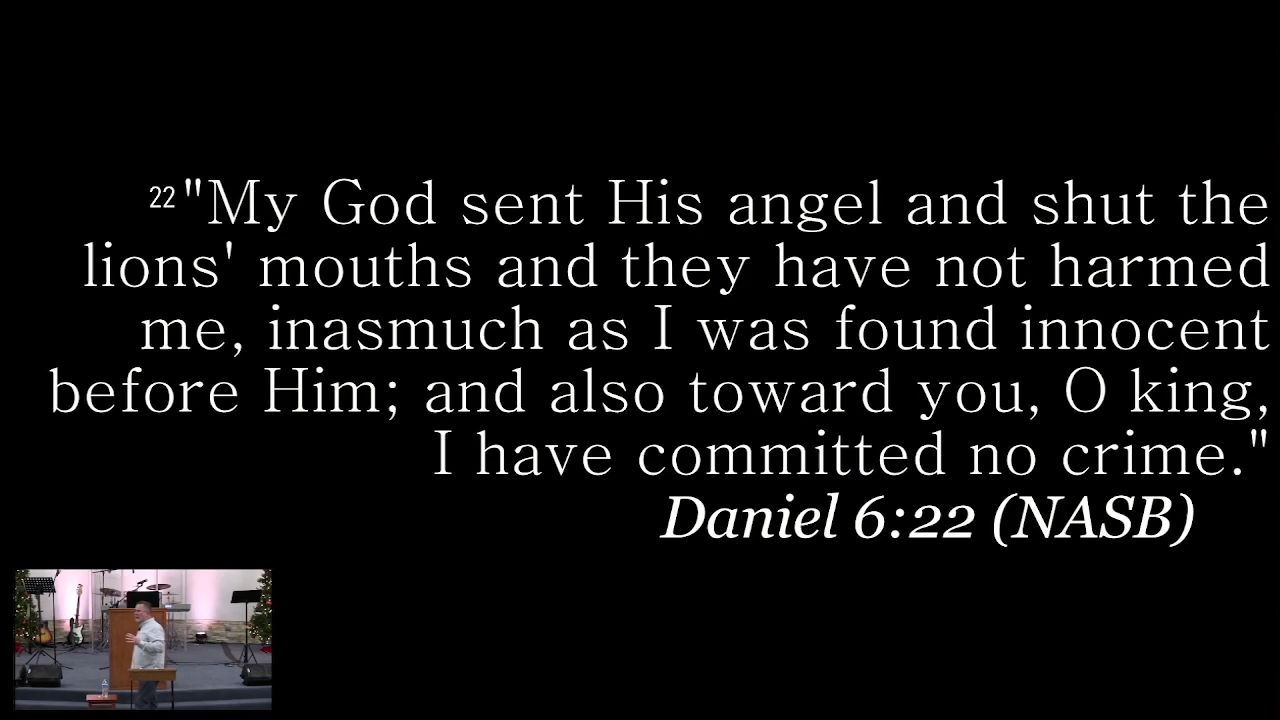 22"My God sent His angel and shut the
lions' mouths and they have not harmed
me, inasmuch as I was found innocent
before Him; and also toward you, O king,
I have committed no crime."
Daniel 6:22 (NASB)